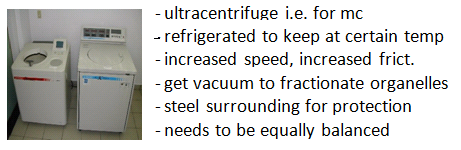 - ultracentrifuge i.e. for mc
- refrigerated to keep at certain temp
- increased speed, increased frict.
- get vacuum to fractionate organelles
- steel surrounding for protection
- needs to be equally balanced